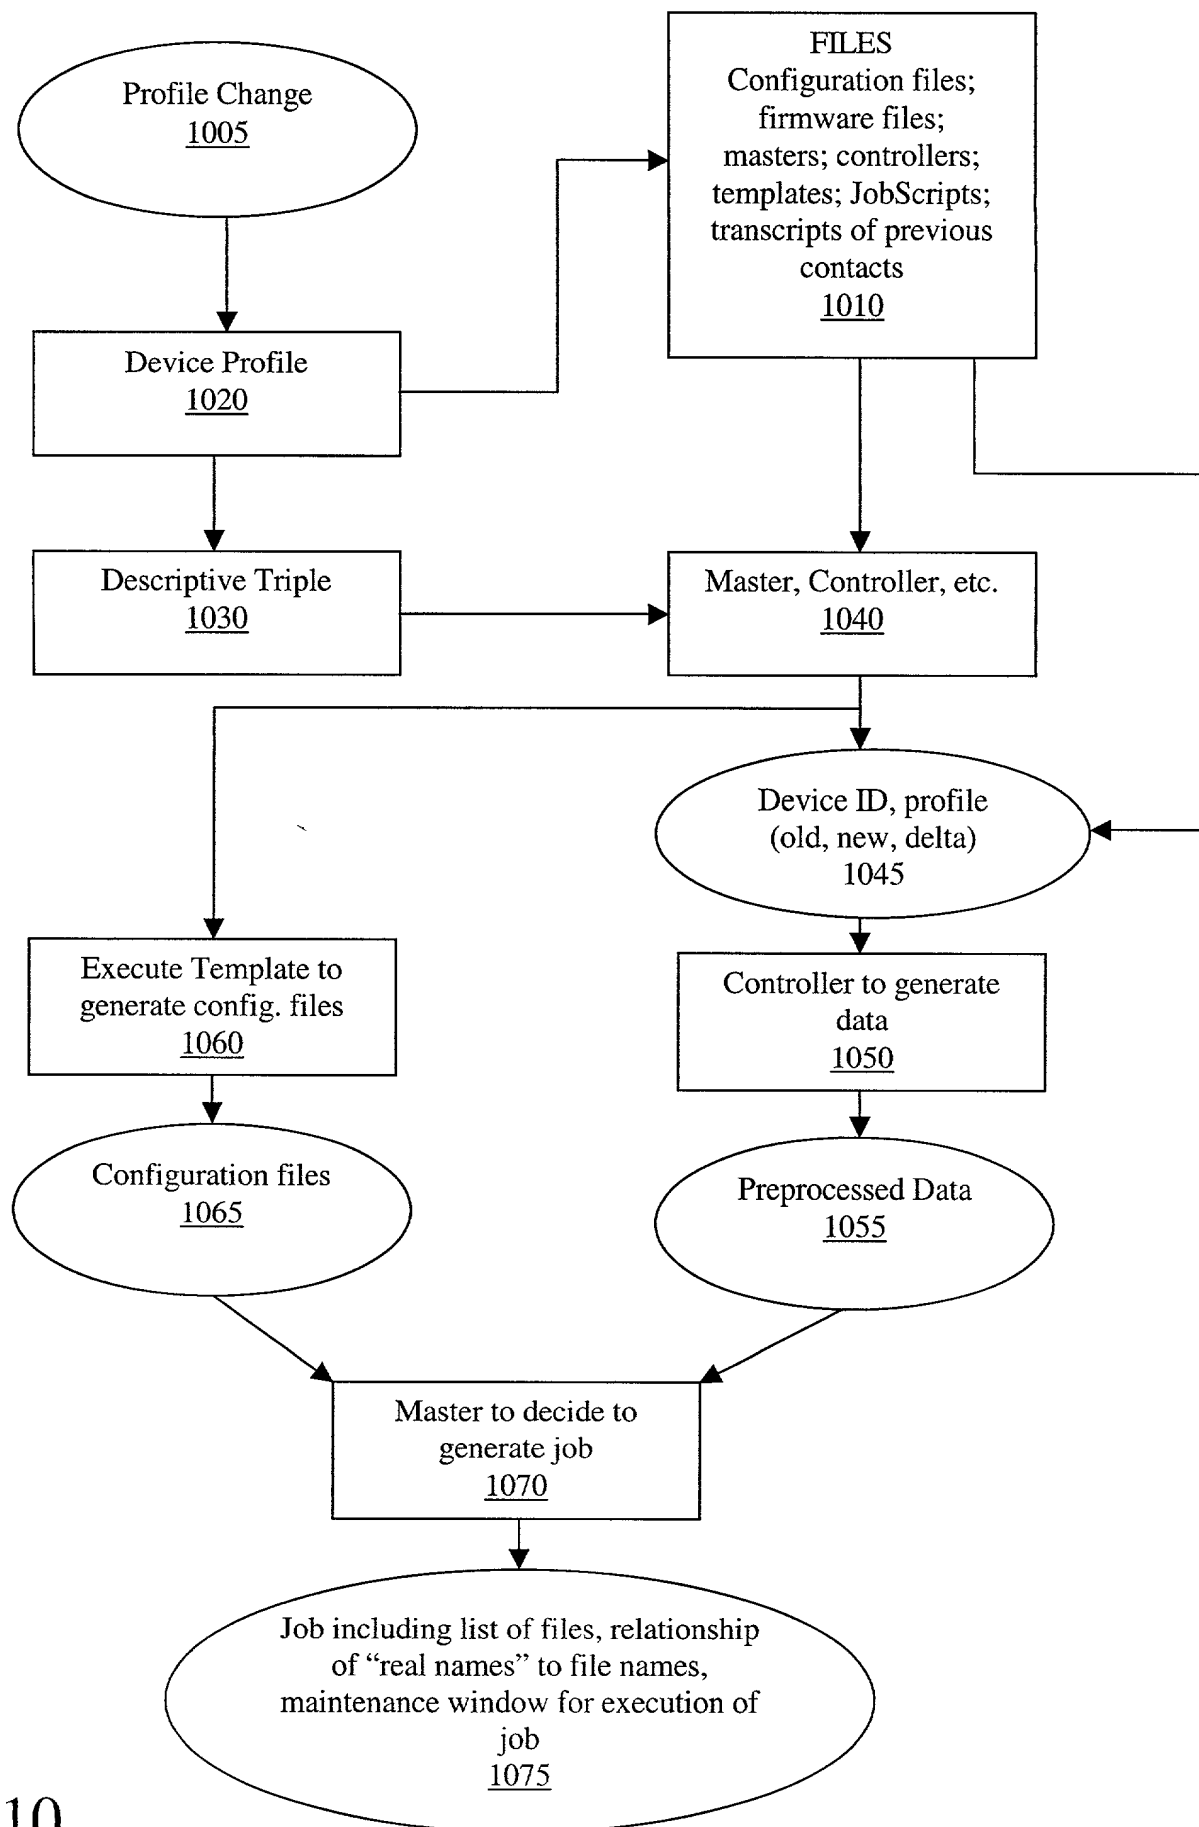 Profile Change
1005
FILES
Configuration files;
firmware files;
masters; controllers;
templates; JobScripts;
transcripts of previous
contacts
1010
Device Profile
1020
Descriptive Triple
1030
Master, Controller, etc.
1040
Device ID, profile
(old, new, delta)
1045
Execute Template to
generate config. files
1060
Controller to generate
data
1050
Configuration files
1065
Preprocessed Data
1055
Master to decide to
generate job
1070
Job including list of files, relationship
of “real names” to file names,
maintenance window for execution of
job
1075
10